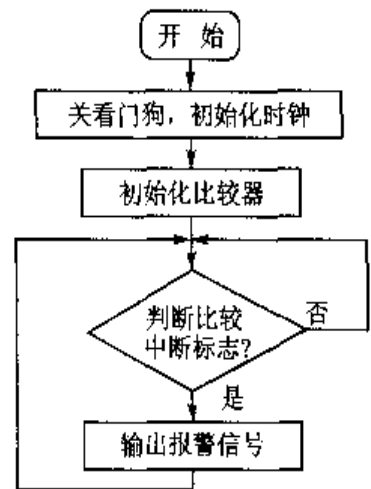 开 始
关看门狗，初始化时钟
初始化比较器
判断比较
中断标志?
否
是
输出报警信号